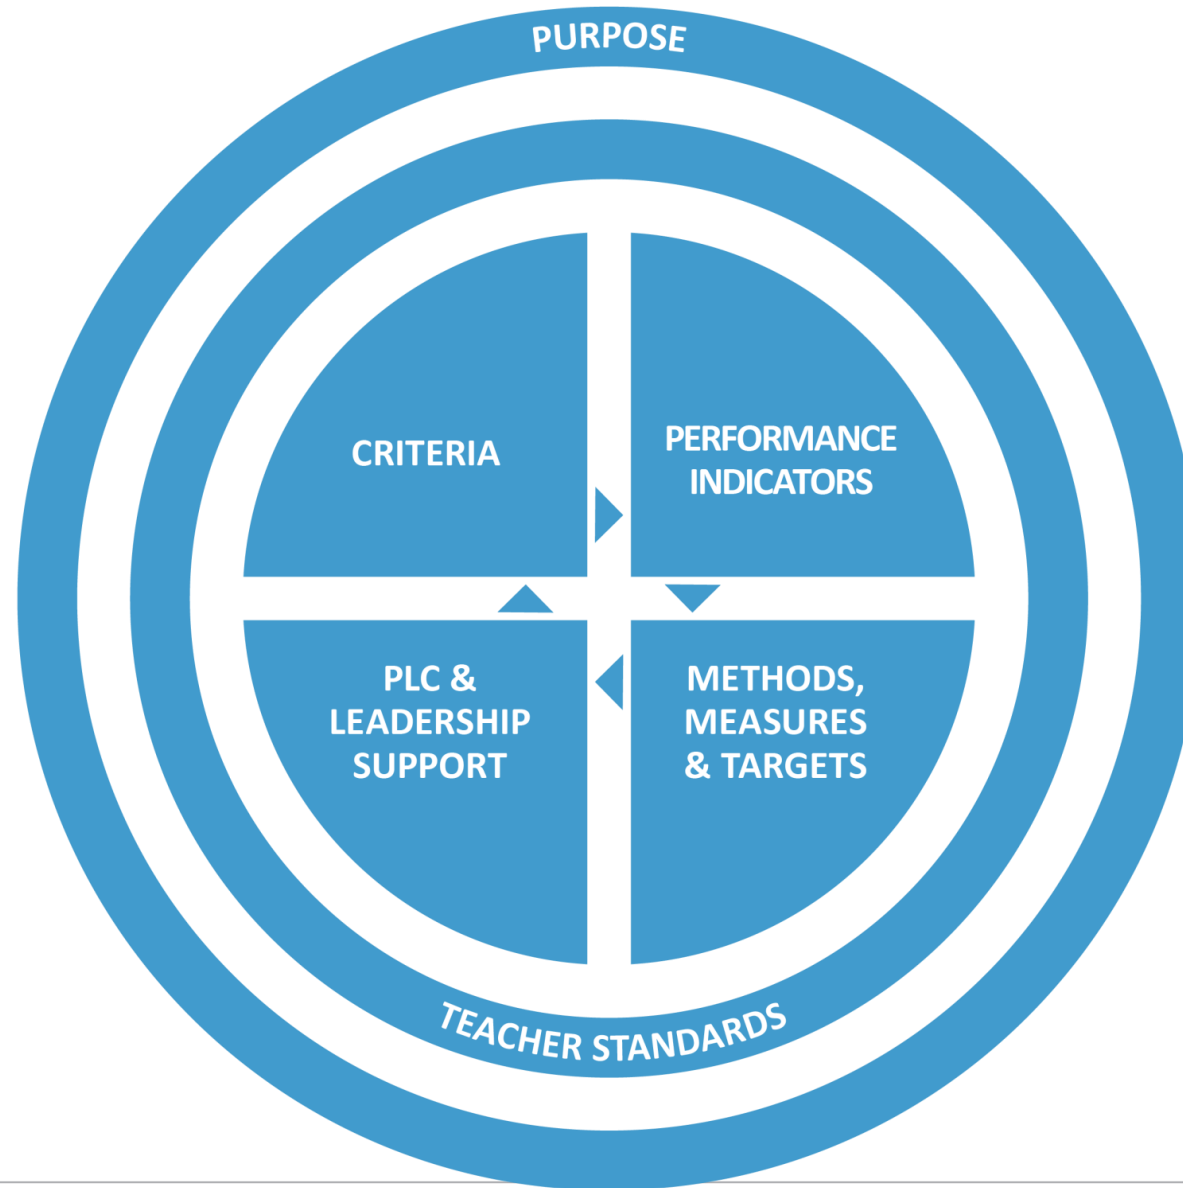 PURPOSE
CRITERIA
PERFORMANCE
INDICATORS
PLC &
LEADERSHIP
SUPPORT
METHODS,
MEASURES
& TARGETS
TEACHER STANDARDS